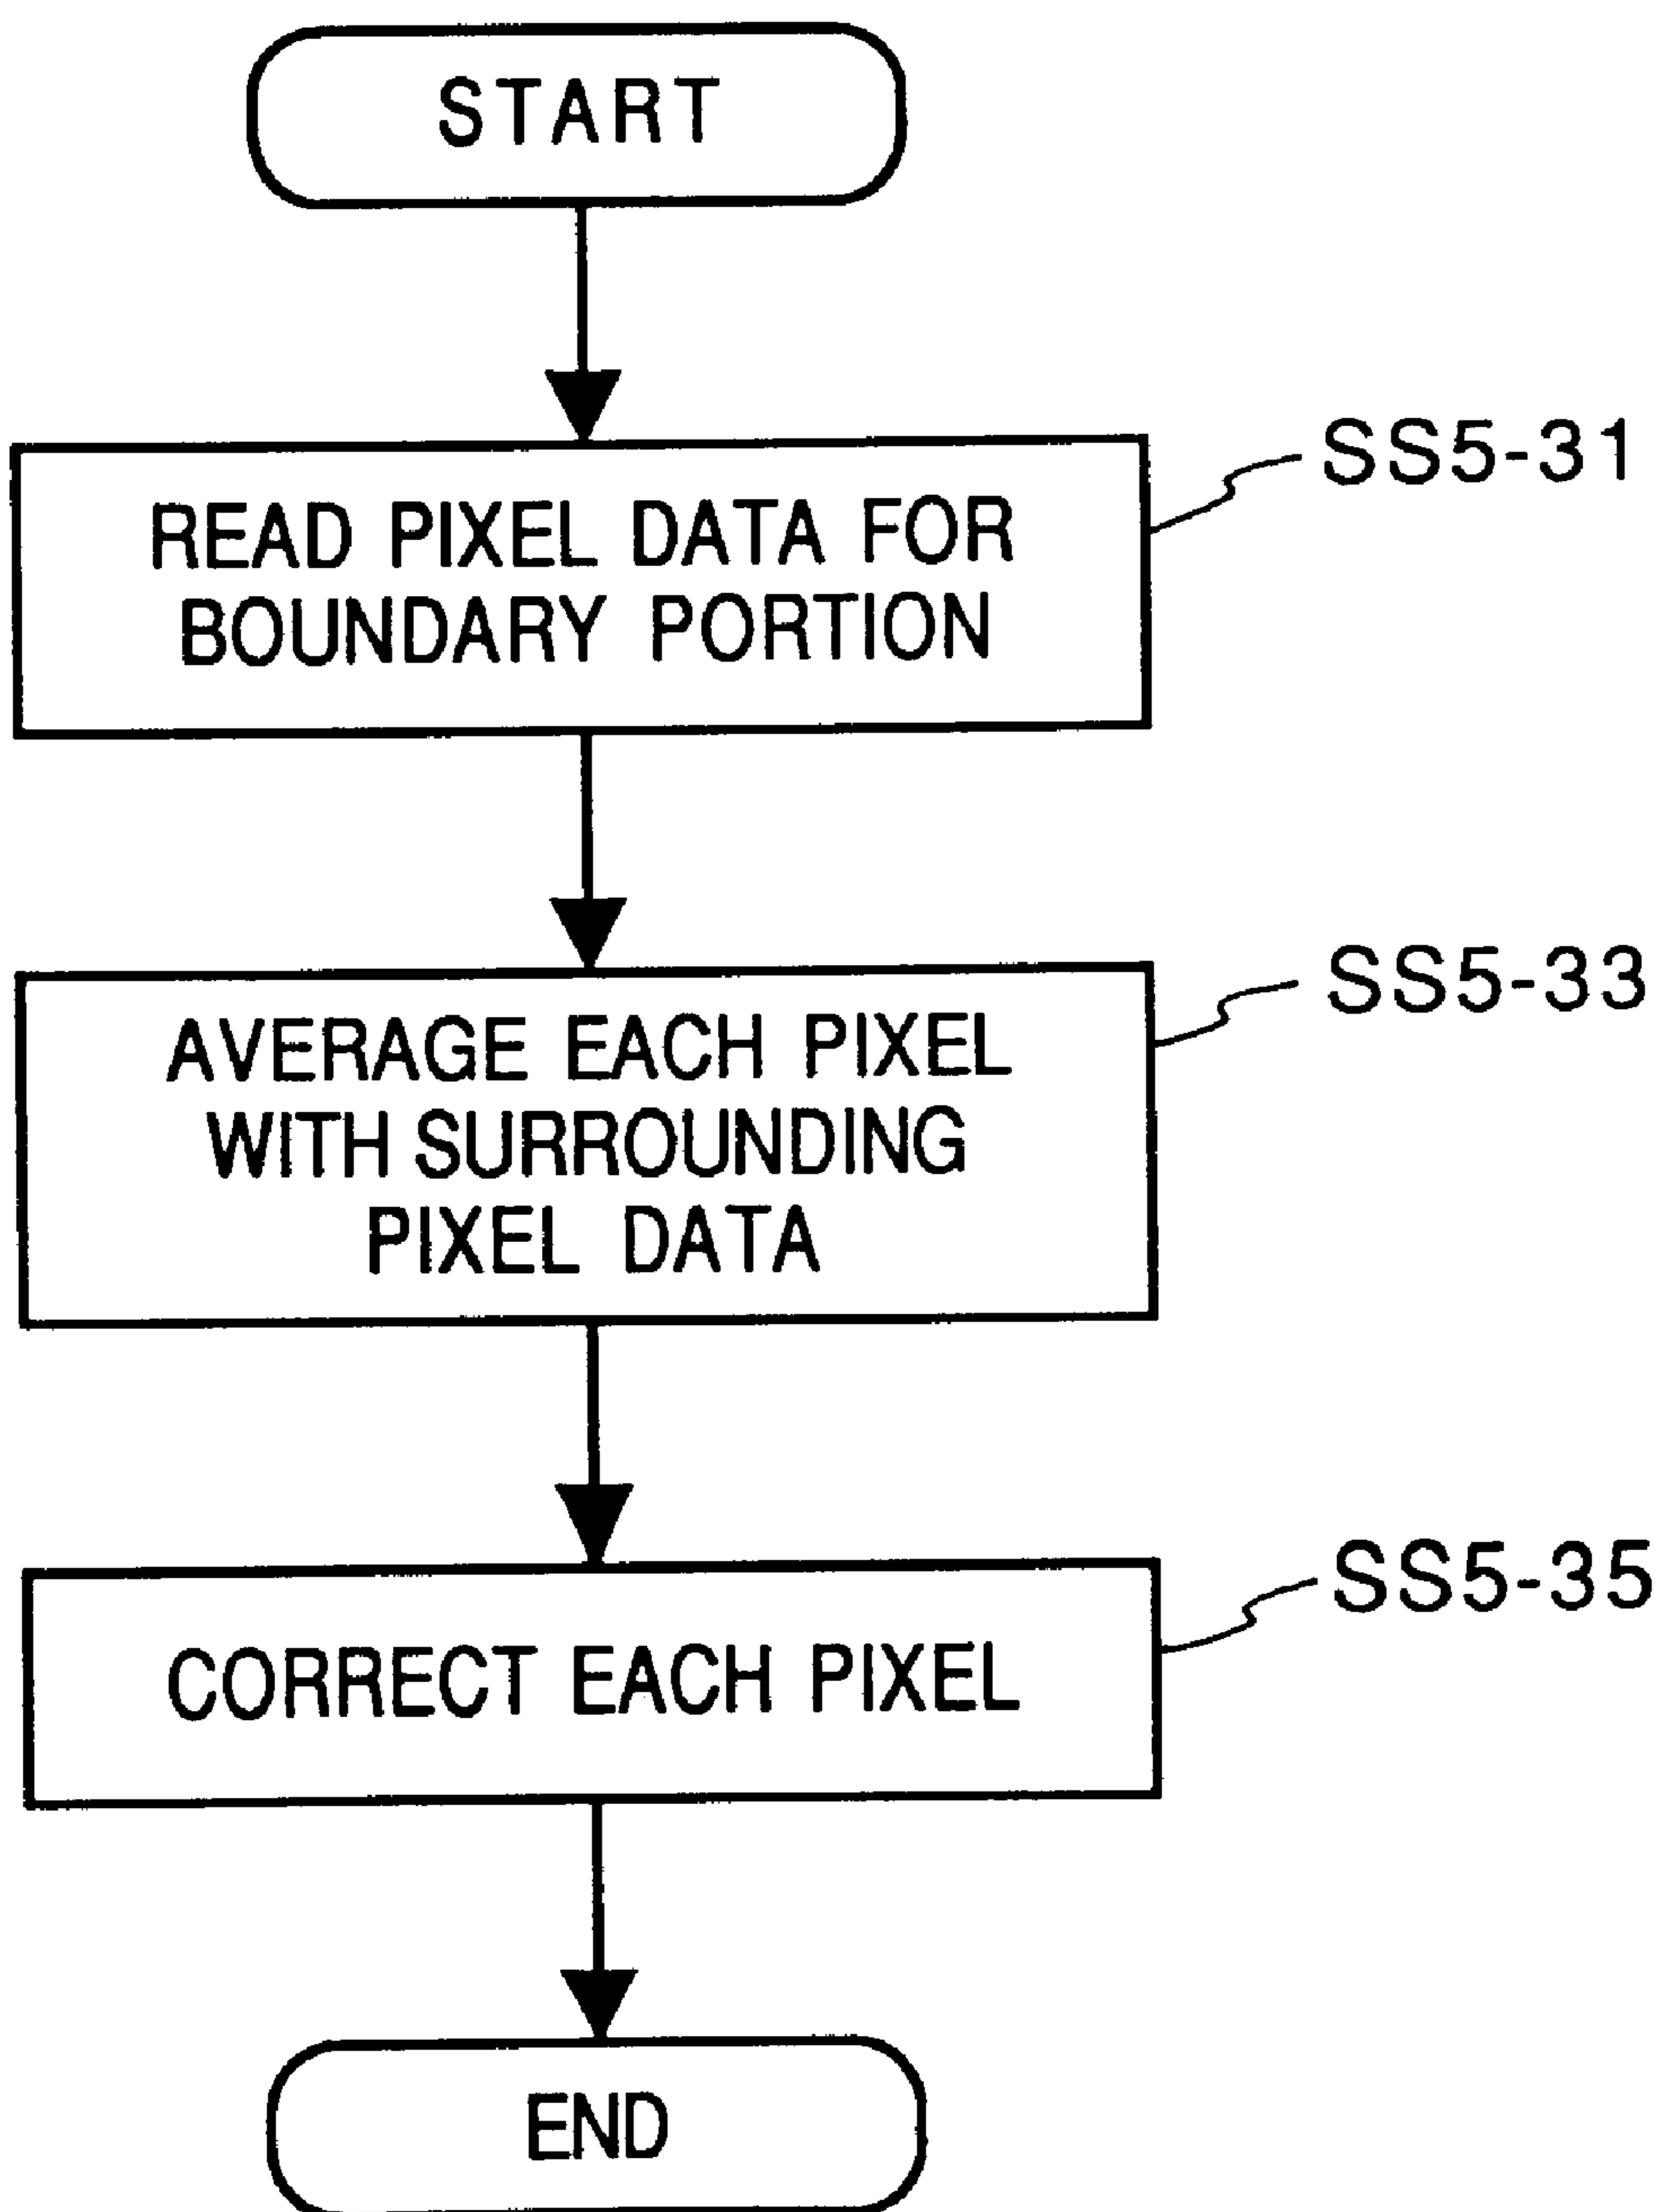 START
SS5-31
READ PIXEL DATA FOR
BOUNDARY PORTION
SS5-33
AVERAGE EACH PIXEL
WITH SURROUNDING
PIXEL DATA
SS5-35
CORRECT EACH PIXEL
END